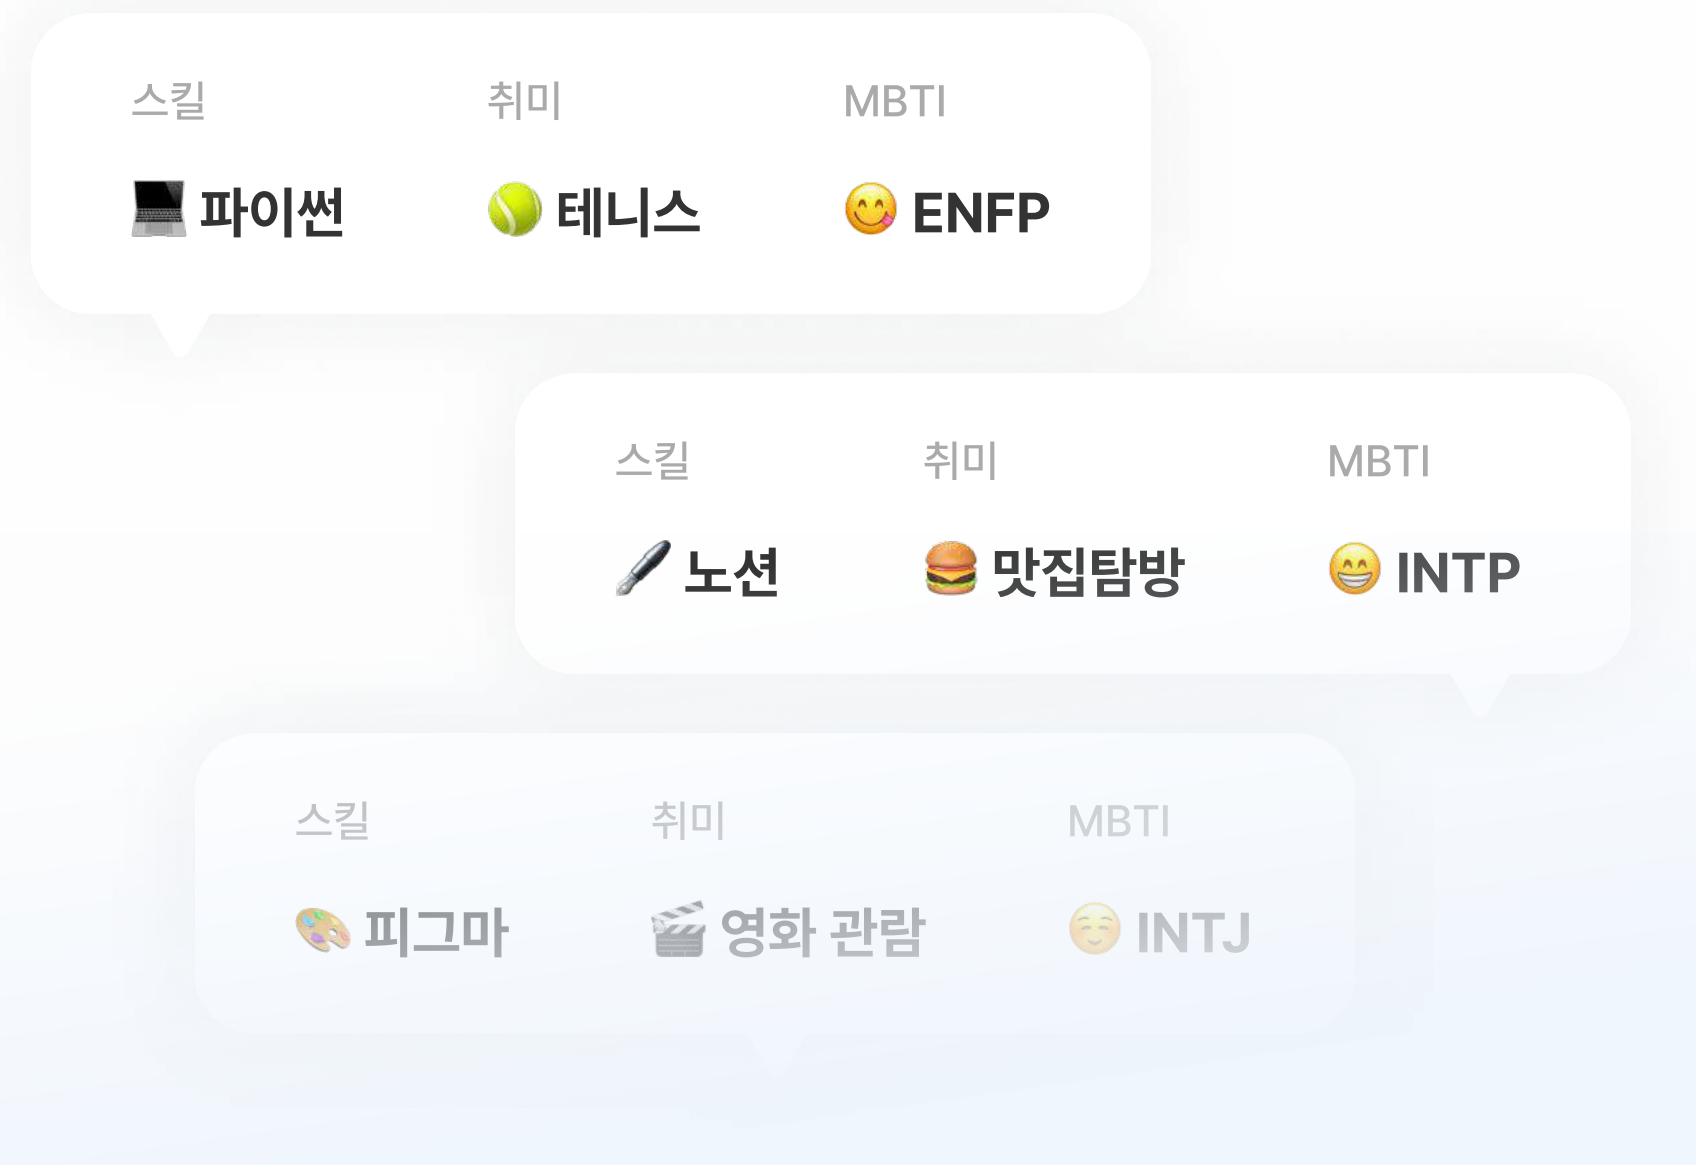 스킬 취미 MBTI
💻 파이썬 🎾 테니스 😋 ENFP
스킬 취미 MBTI
🖋 노션 🍔 맛집탐방 😁 INTP
스킬 취미 MBTI
🎨 피그마 🎬 영화 관람 ☺️ INTJ